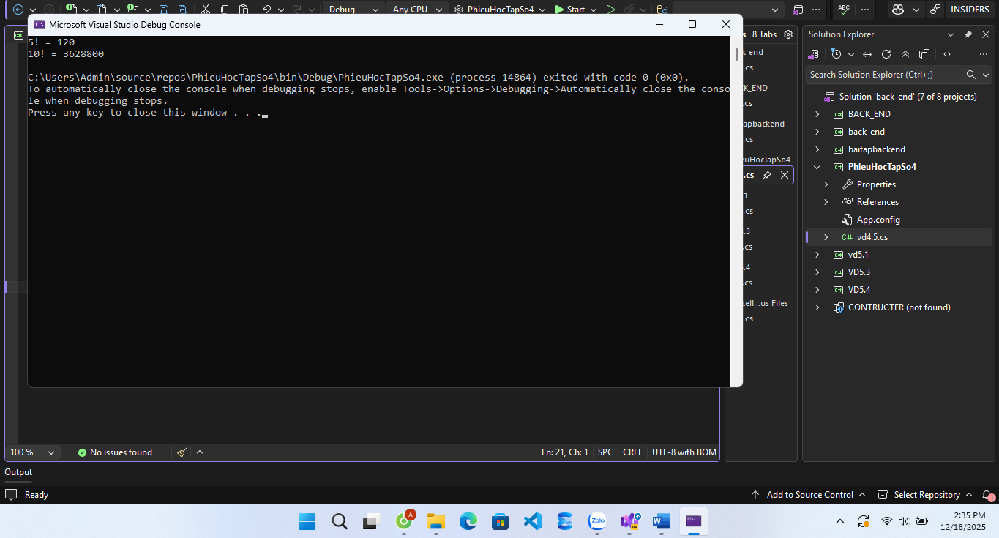 Debug
Any CPU
PhieuHocTapSo4
Start
INSIDERS
Microsoft Visual Studio Debug Console
5! = 120
10! = 3628800
C:\Users\Admin\source\repos\PhieuHocTapSo4\bin\Debug\PhieuHocTapSo4.exe (process 14864) exited with code 0 (0x0).
To automatically close the console when debugging stops, enable Tools->Options->Debugging->Automatically close the conso
le when debugging stops.
Press any key to close this window . . .
8 Tabs
k-end
.cs
K_END
.cs
apbackend
.cs
euHocTapSo4
.cs
.1
.cs
.3
.cs
.4
.cs
cell...us Files
.cs
Solution Explorer
Search Solution Explorer (Ctrl+;)
Solution 'back-end' (7 of 8 projects)
BACK_END
back-end
baitapbackend
PhieuHocTapSo4
Properties
References
App.config
C# vd4.5.cs
vd5.1
VD5.3
VD5.4
CONTRUCTER (not found)
100 %
No issues found
Ln: 21, Ch: 1
SPC
CRLF
UTF-8 with BOM
Output
Ready
Add to Source Control
Select Repository
1
A
Zalo
2:35 PM
12/18/2025